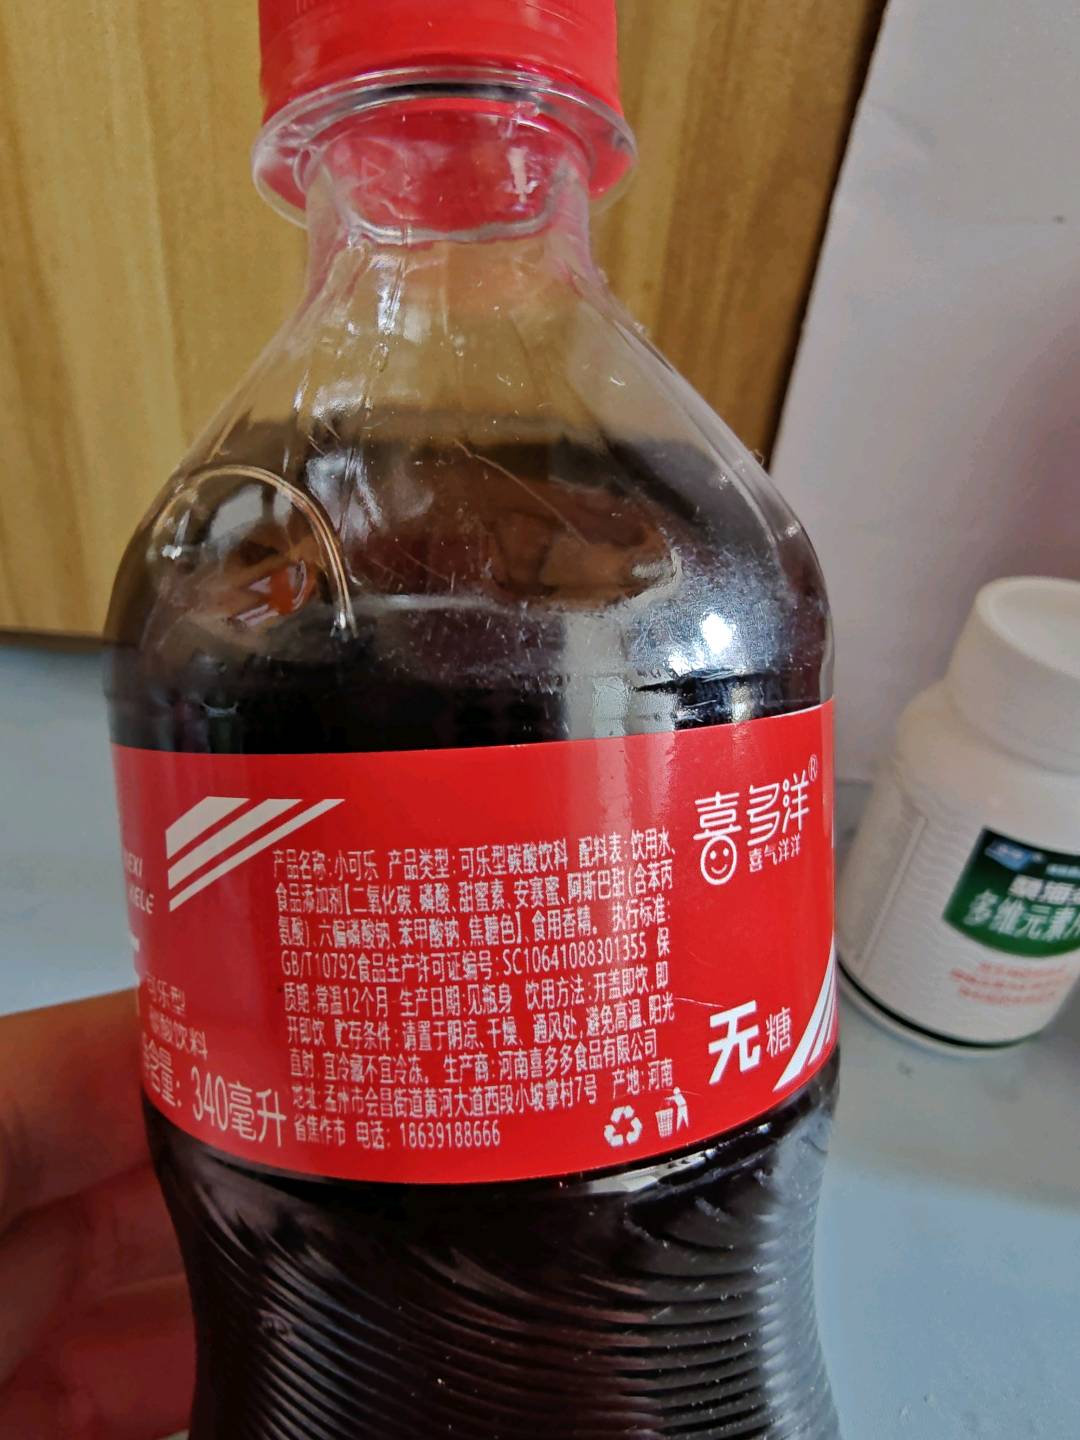 喜多洋®
喜气洋洋
产品名称:小可乐 产品类型:可乐型碳酸饮料 配料表:饮用水、
食品添加剂【二氧化碳、磷酸、甜蜜素、安赛蜜、阿斯巴甜(含苯丙
氨酸)、六偏磷酸钠、苯甲酸钠、焦糖色】、食用香精。 执行标准:
GB/T10792食品生产许可证编号:SC10641088301355 保
质期:常温12个月 生产日期:见瓶身 饮用方法:开盖即饮,即
开即饮 贮存条件:请置于阴凉、干燥、通风处,避免高温,阳光
直射,宜冷藏不宜冷冻。 生产商:河南喜多多食品有限公司
地址:孟州市会昌街道黄河大道西段小坡掌村7号 产地:河南
省焦作市 电话: 18639188666
可乐型
碳酸饮料
含量: 340毫升
无糖
多维元素片